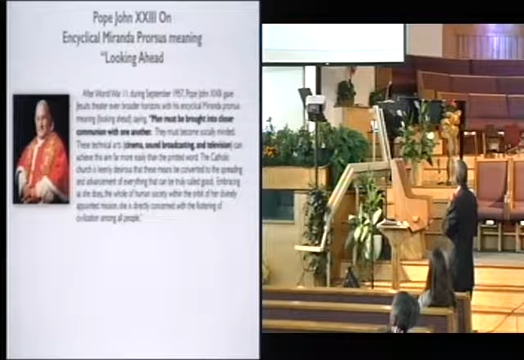 Pope John XXIII On
Encyclical Miranda Prorsus meaning
"Looking Ahead
After World War 11, during September 1957, Pope John XXIII gave
Jesuits theater even broader horizons with his encyclical Miranda prorsus
meaning (looking ahead) saying, "Man must be brought into closer
communion with one another. They must become socially minded.
These technical arts (cinema, sound broadcasting, and television) can
achieve this aim far more easily than the printed word. The Catholic
church is keenly desirous that these means be converted to the spreading
and advancement of everything that can be truly called good. Embracing
as she does, the whole of human society within the orbit of her divinely
appointed mission, she is directly concerned with the fostering of
civilization among all people."